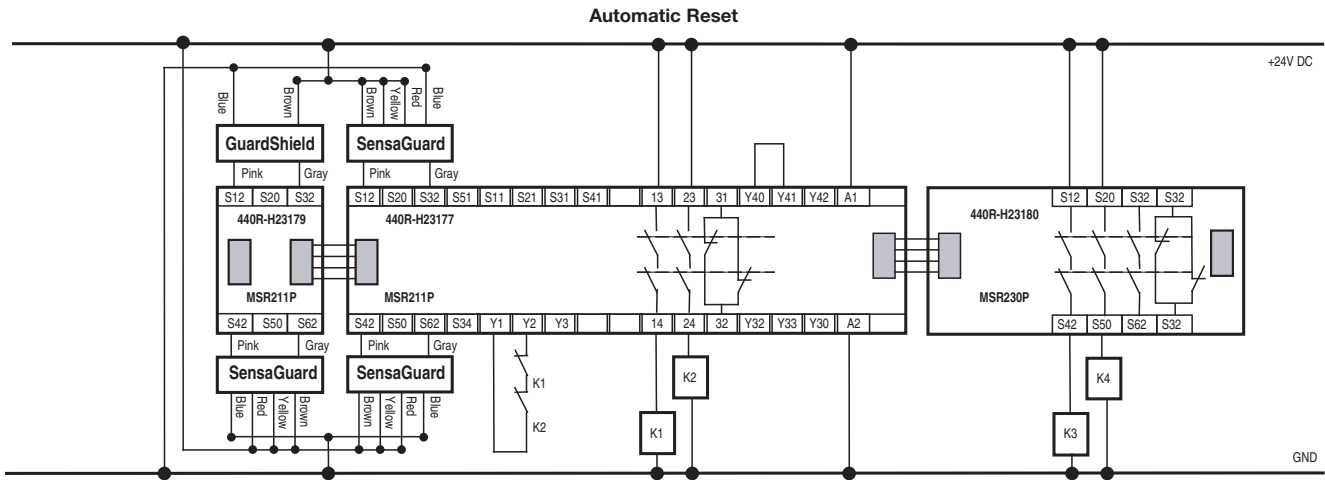 Automatic Reset
+24V DC
Blue Brown Brown Yellow Red Blue
GuardShield SensaGuard
Pink Gray Pink Gray
S12 S20 S32 S12 S20 S32 S51 S11 S21 S31 S41 13 23 31 Y40 Y41 Y42 A1 S12 S20 S32 S32
440R-H23179 440R-H23177 440R-H23180
MSR211P MSR211P MSR230P
S42 S50 S62 S42 S50 S62 S34 Y1 Y2 Y3 14 24 32 Y32 Y33 Y30 A2 S42 S50 S62 S32
Pink Gray Pink Gray
SensaGuard SensaGuard
K1 K2 K4
Blue Red Yellow Brown Brown Yellow Red Blue
K2 K1 K3
GND